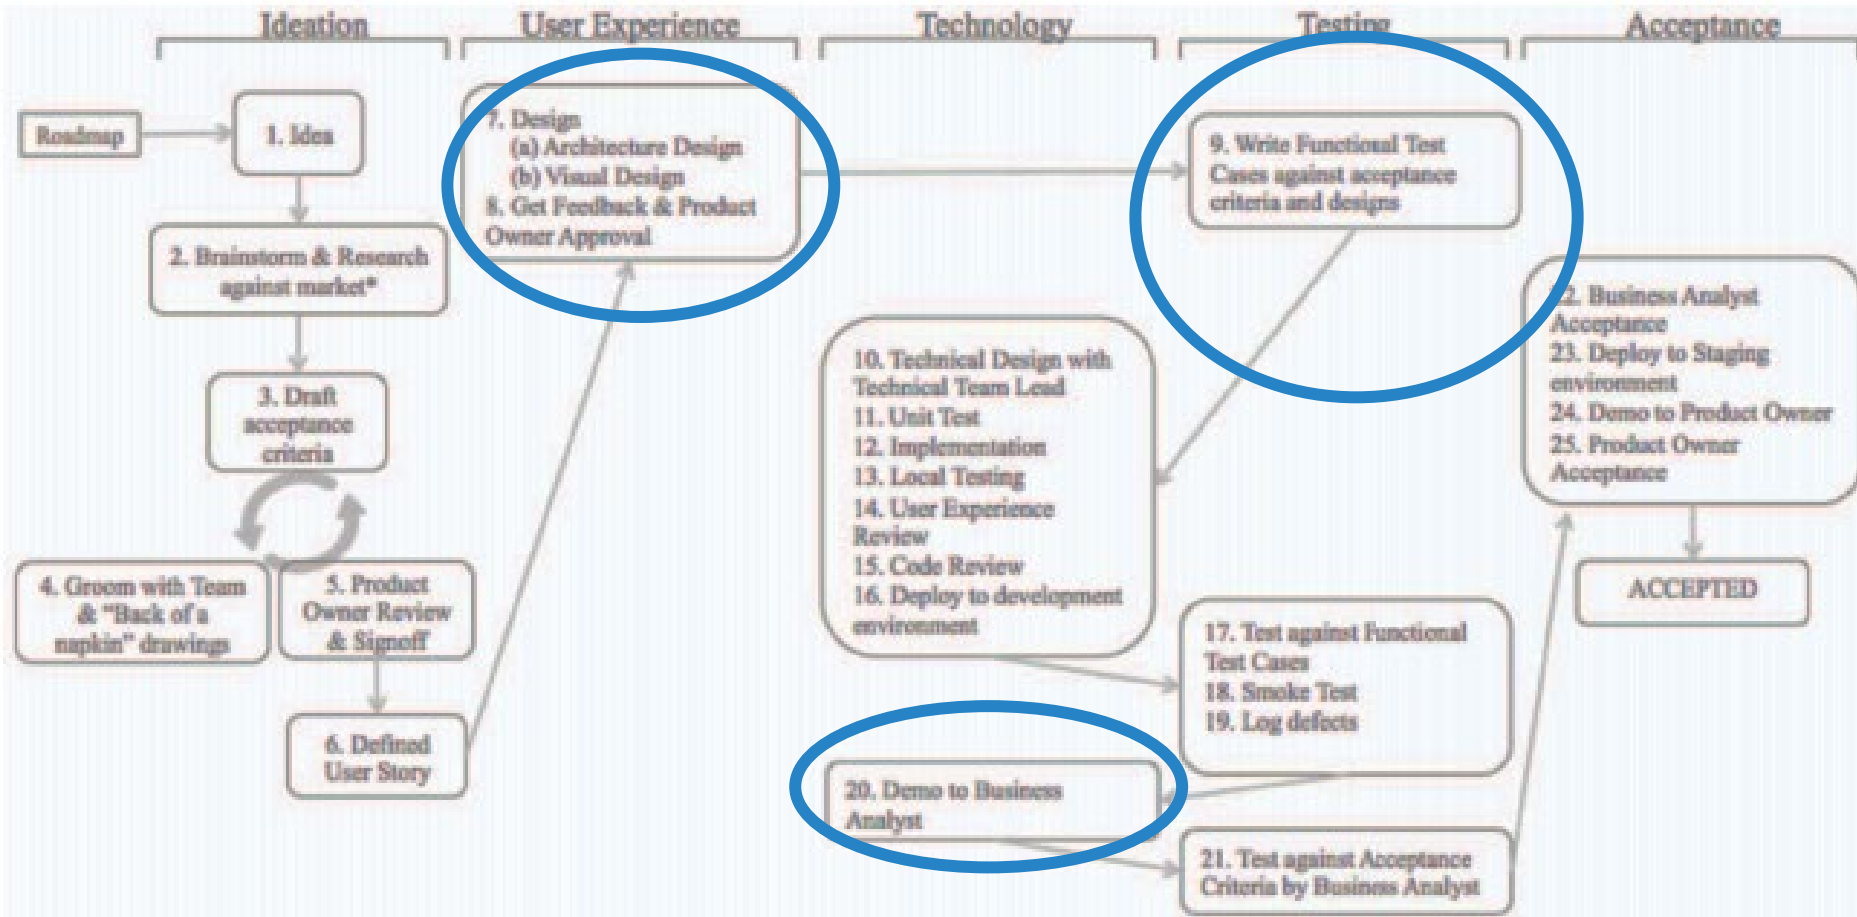 Ideation
User Experience
Technology
Testing
Acceptance
Roadmap
1. Idea
2. Brainstorm & Research
against market*
3. Draft
acceptance
criteria
4. Groom with Team
& "Back of a
napkin" drawings
5. Product
Owner Review
& Signoff
6. Defined
User Story
7. Design
(a) Architecture Design
(b) Visual Design
8. Get Feedback & Product
Owner Approval
9. Write Functional Test
Cases against acceptance
criteria and designs
10. Technical Design with
Technical Team Lead
11. Unit Test
12. Implementation
13. Local Testing
14. User Experience
Review
15. Code Review
16. Deploy to development
environment
17. Test against Functional
Test Cases
18. Smoke Test
19. Log defects
20. Demo to Business
Analyst
21. Test against Acceptance
Criteria by Business Analyst
22. Business Analyst
Acceptance
23. Deploy to Staging
environment
24. Demo to Product Owner
25. Product Owner
Acceptance
ACCEPTED